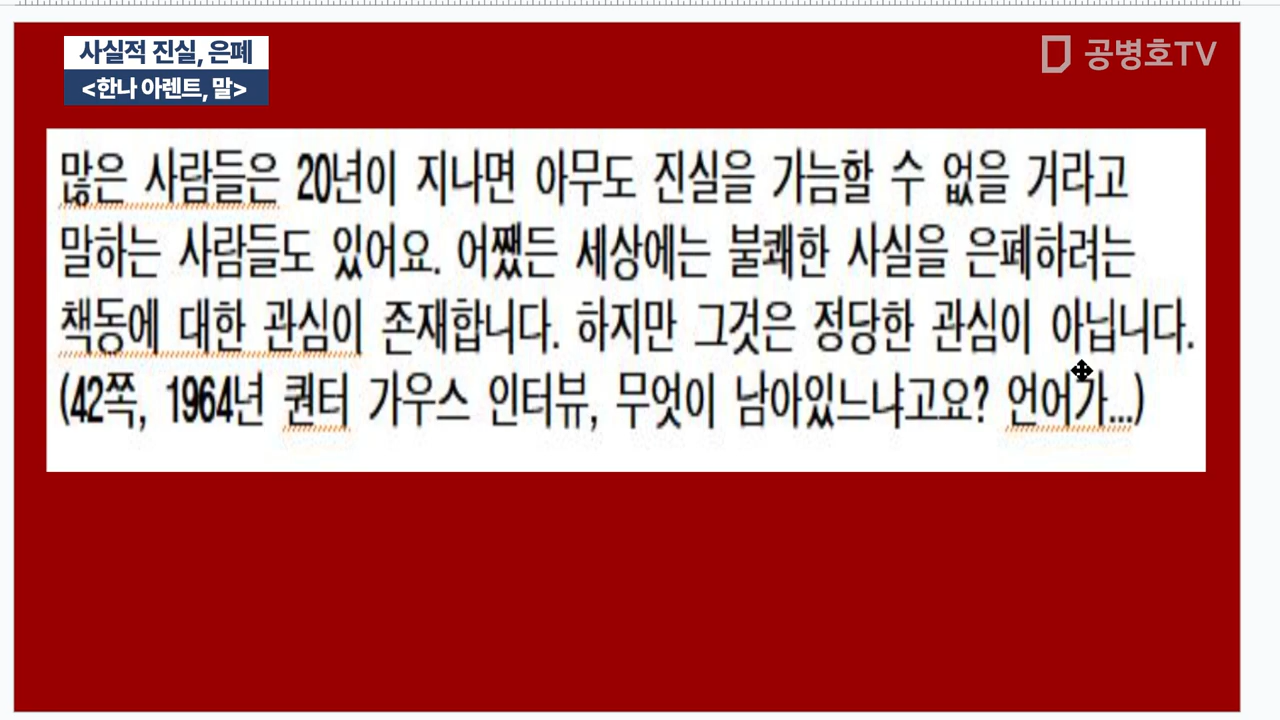 사실적 진실, 은폐
<한나 아렌트, 말>
공병호TV
많은 사람들은 20년이 지나면 아무도 진실을 가늠할 수 없을 거라고
말하는 사람들도 있어요. 어쨌든 세상에는 불쾌한 사실을 은폐하려는
책동에 대한 관심이 존재합니다. 하지만 그것은 정당한 관심이 아닙니다.
(42쪽, 1964년 퀀터 가우스 인터뷰, 무엇이 남아있느냐고요? 언어가...)